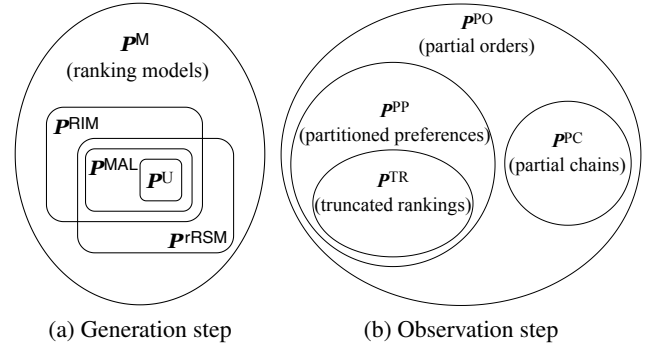 P^M
(ranking models)
P^RIM
P^MAL
P^U
P^rRSM
(a) Generation step
P^PO
(partial orders)
P^PP
(partitioned preferences)
P^TR
(truncated rankings)
P^PC
(partial chains)
(b) Observation step